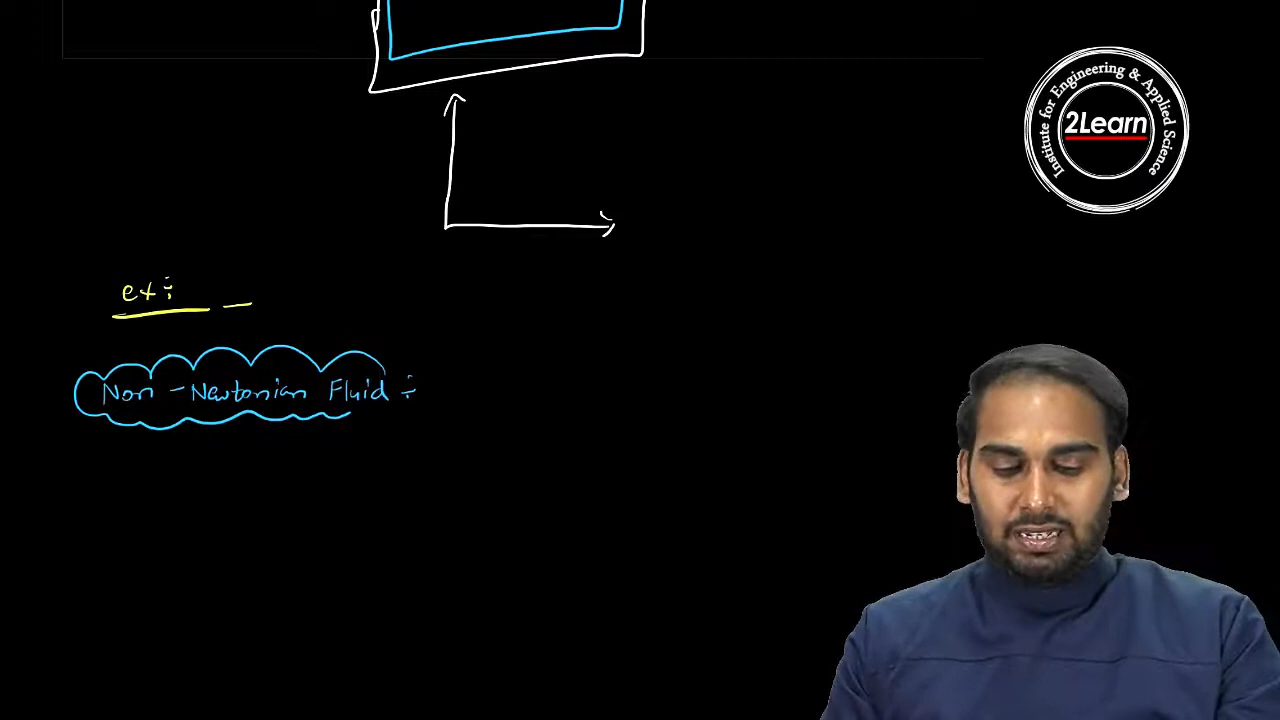 Institute for Engineering & Applied Science
2Learn
ex:
Non-Newtonian Fluid :